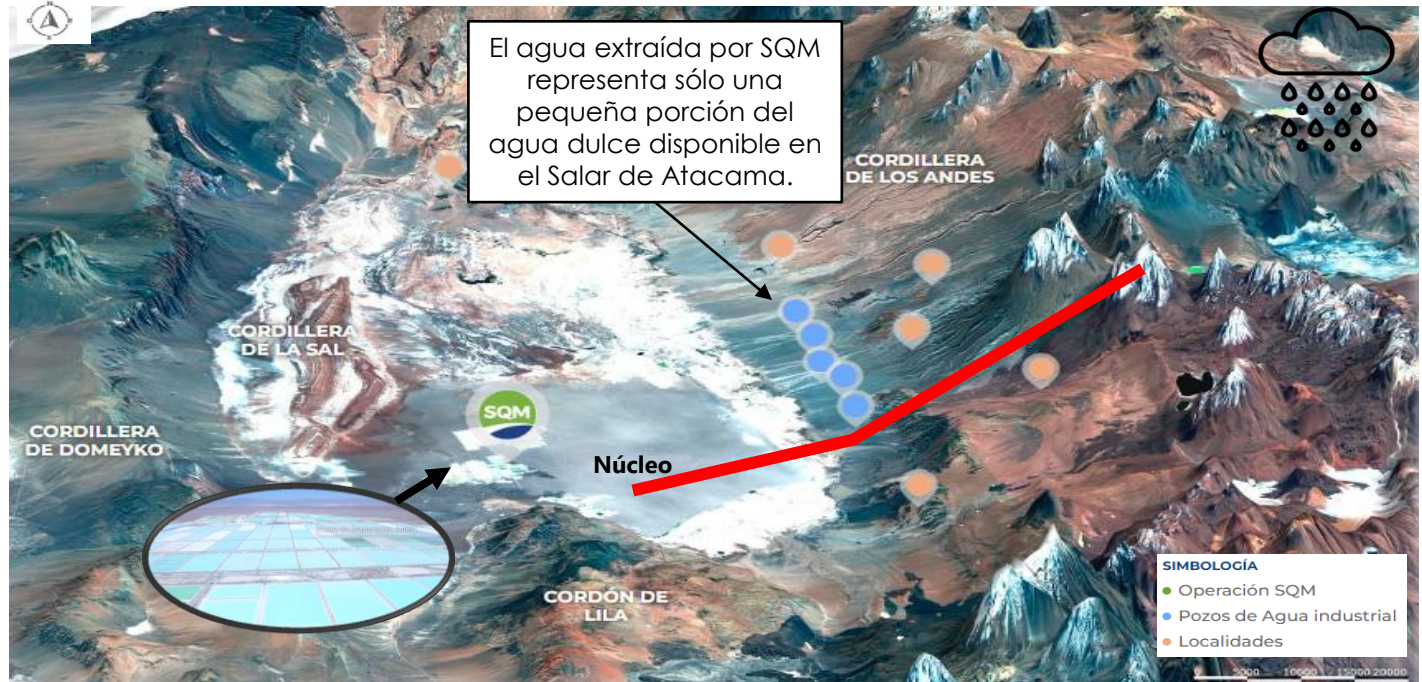 El agua extraída por SQM
representa sólo una
pequeña porción del
agua dulce disponible en
el Salar de Atacama.
CORDILLERA
DE LOS ANDES
CORDILLERA
DE LA SAL
SQM
CORDILLERA
DE DOMEYKO
Núcleo
CORDÓN DE
LILA
SIMBOLOGÍA
Operación SQM
Pozos de Agua industrial
Localidades
0 5000 10000 15000 20000